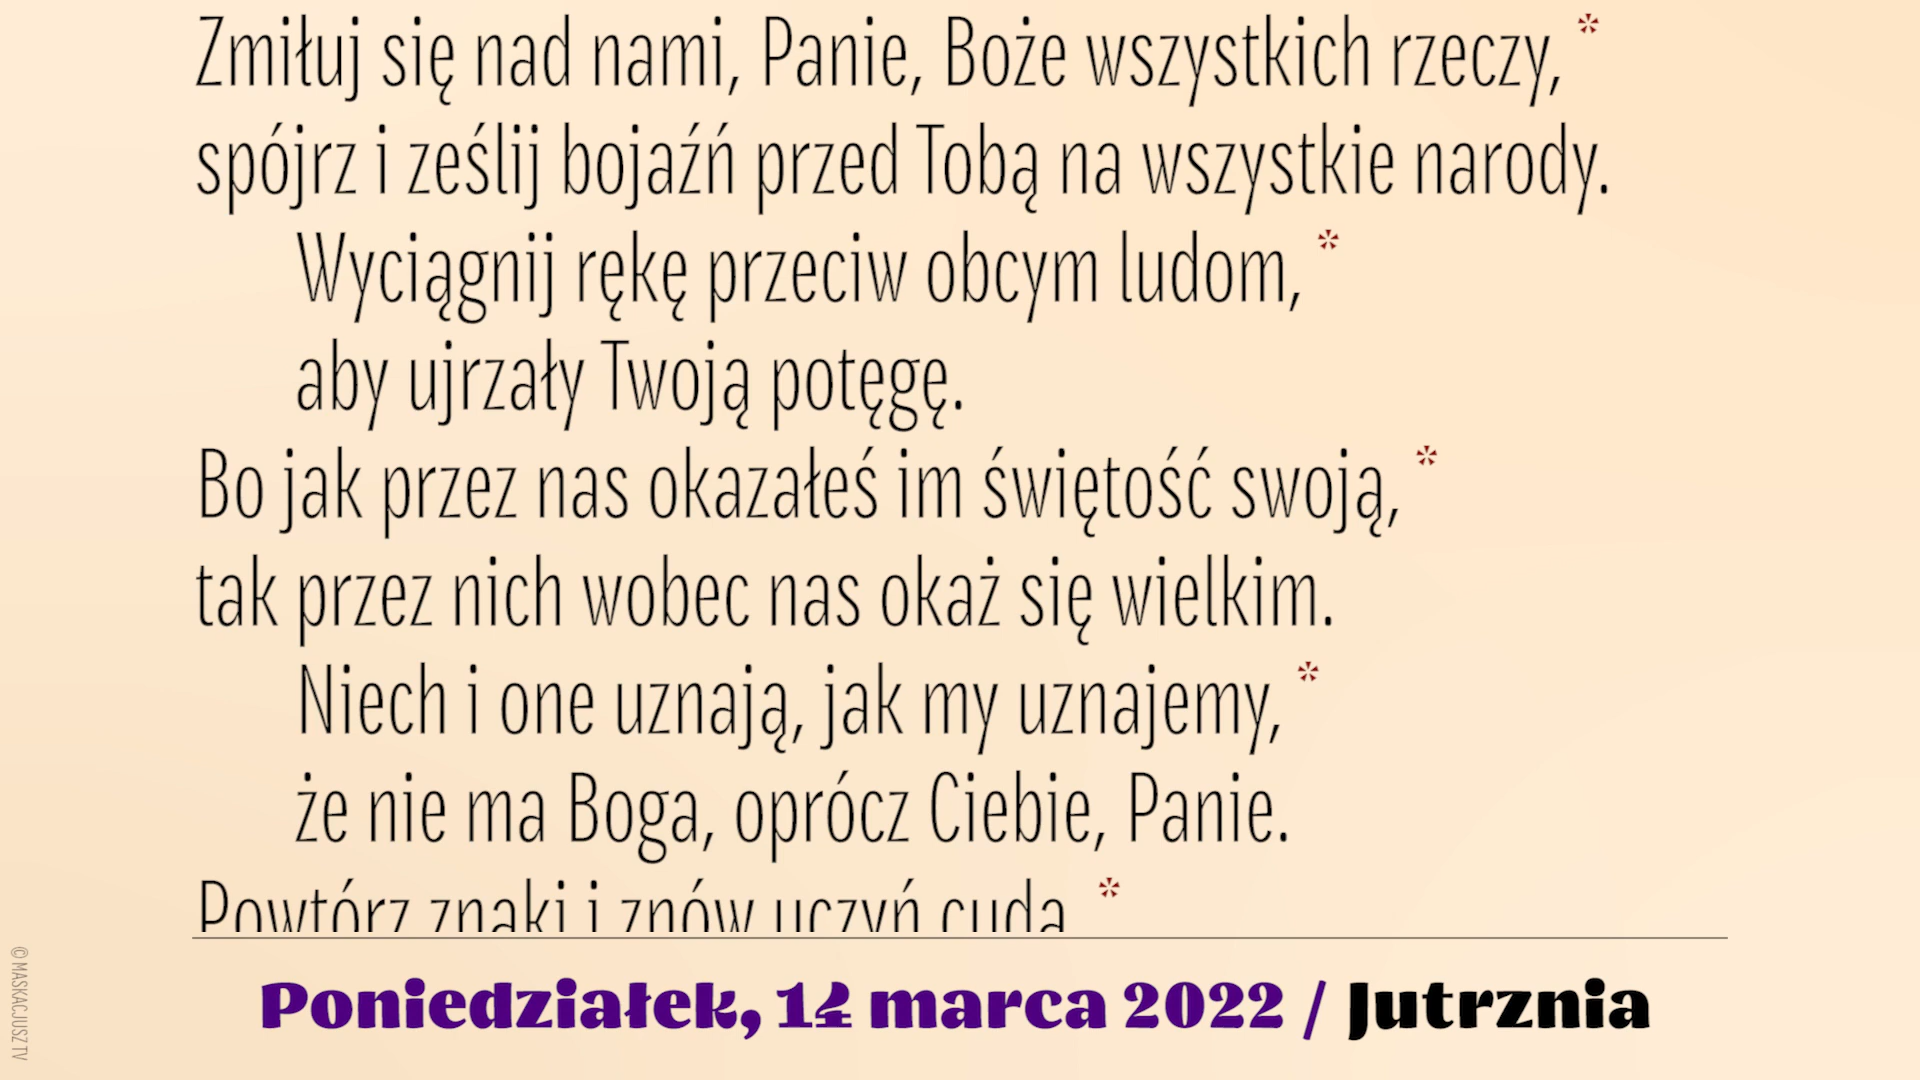 Zmiłuj się nad nami, Panie, Boże wszystkich rzeczy, *
spójrz i ześlij bojaźń przed Tobą na wszystkie narody.
Wyciągnij rękę przeciw obcym ludom, *
aby ujrzały Twoją potęgę.
Bo jak przez nas okazałeś im świętość swoją, *
tak przez nich wobec nas okaż się wielkim.
Niech i one uznają, jak my uznajemy, *
że nie ma Boga, oprócz Ciebie, Panie.
Powtórz znaki i znów uczyń cuda *
Poniedziałek, 14 marca 2022 / Jutrznia
© MASKACJUSZ TV